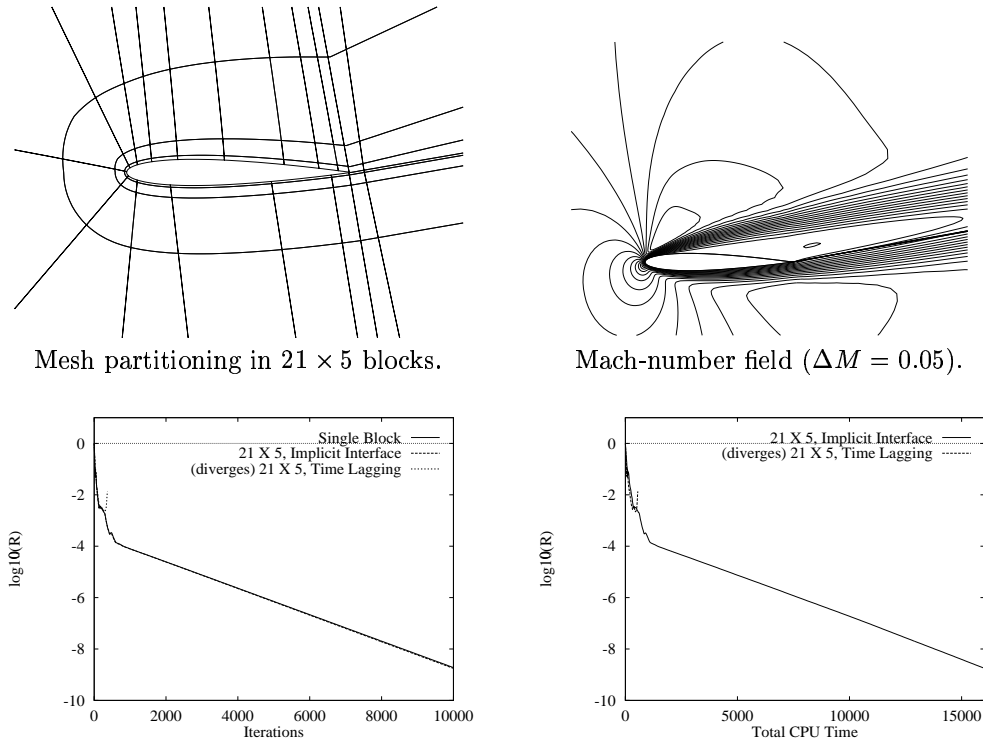 Mesh partitioning in 21 × 5 blocks.
Mach-number field (ΔM = 0.05).
0
-2
-4
-6
-8
-10
log10(R)
Single Block
21 X 5, Implicit Interface
(diverges) 21 X 5, Time Lagging
0 2000 4000 6000 8000 10000
Iterations
0
-2
-4
-6
-8
-10
log10(R)
21 X 5, Implicit Interface
(diverges) 21 X 5, Time Lagging
0 5000 10000 15000
Total CPU Time